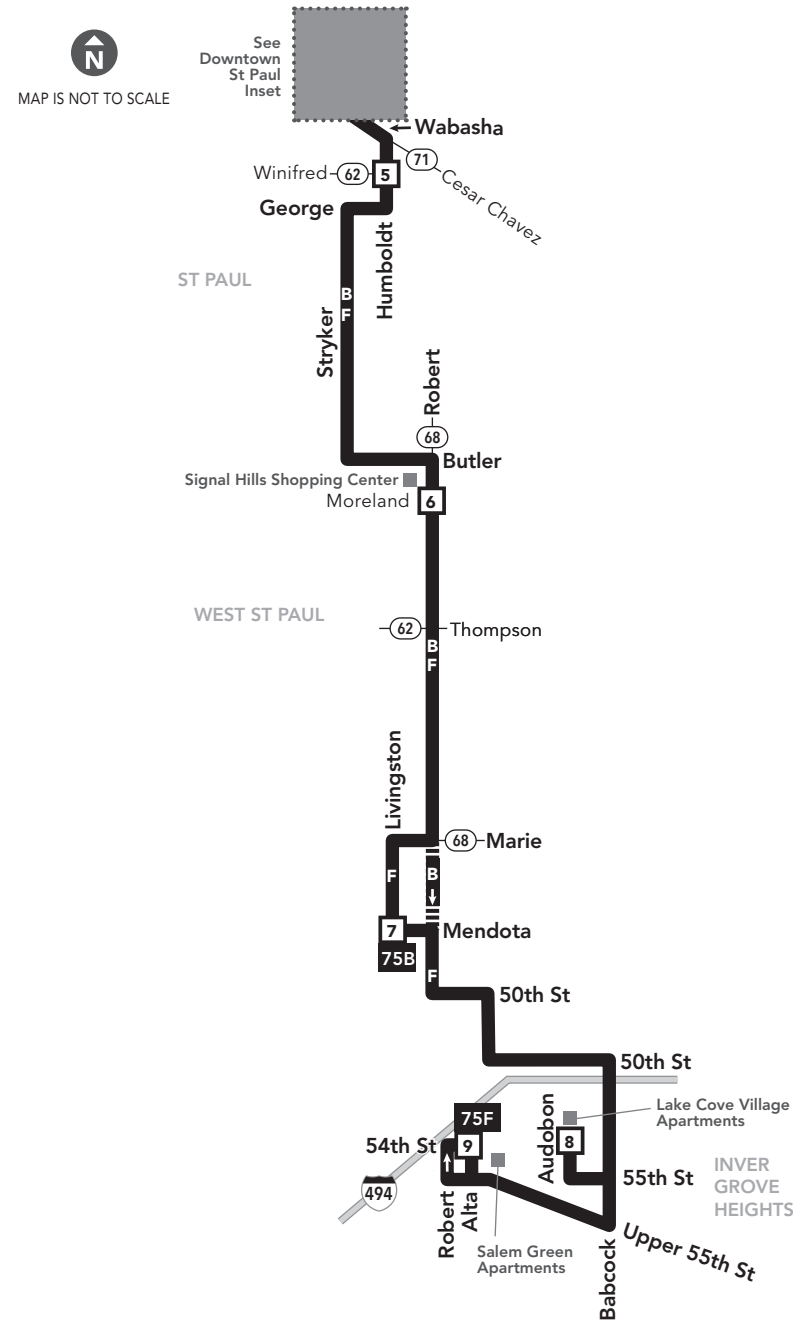 See
Downtown
St Paul
Inset
N
MAP IS NOT TO SCALE
Wabasha
71
Cesar Chavez
Winifred
62
5
George
Humboldt
ST PAUL
B
F
Stryker
Robert
68
Butler
Signal Hills Shopping Center
Moreland
6
WEST ST PAUL
62
Thompson
B
F
Livingston
68
Marie
F
B
7
Mendota
75B
F
50th St
50th St
Lake Cove Village
Apartments
75F
Audobon
54th St
9
8
55th St
INVER
GROVE
HEIGHTS
494
Robert
Alta
Salem Green
Apartments
Upper 55th St
Babcock